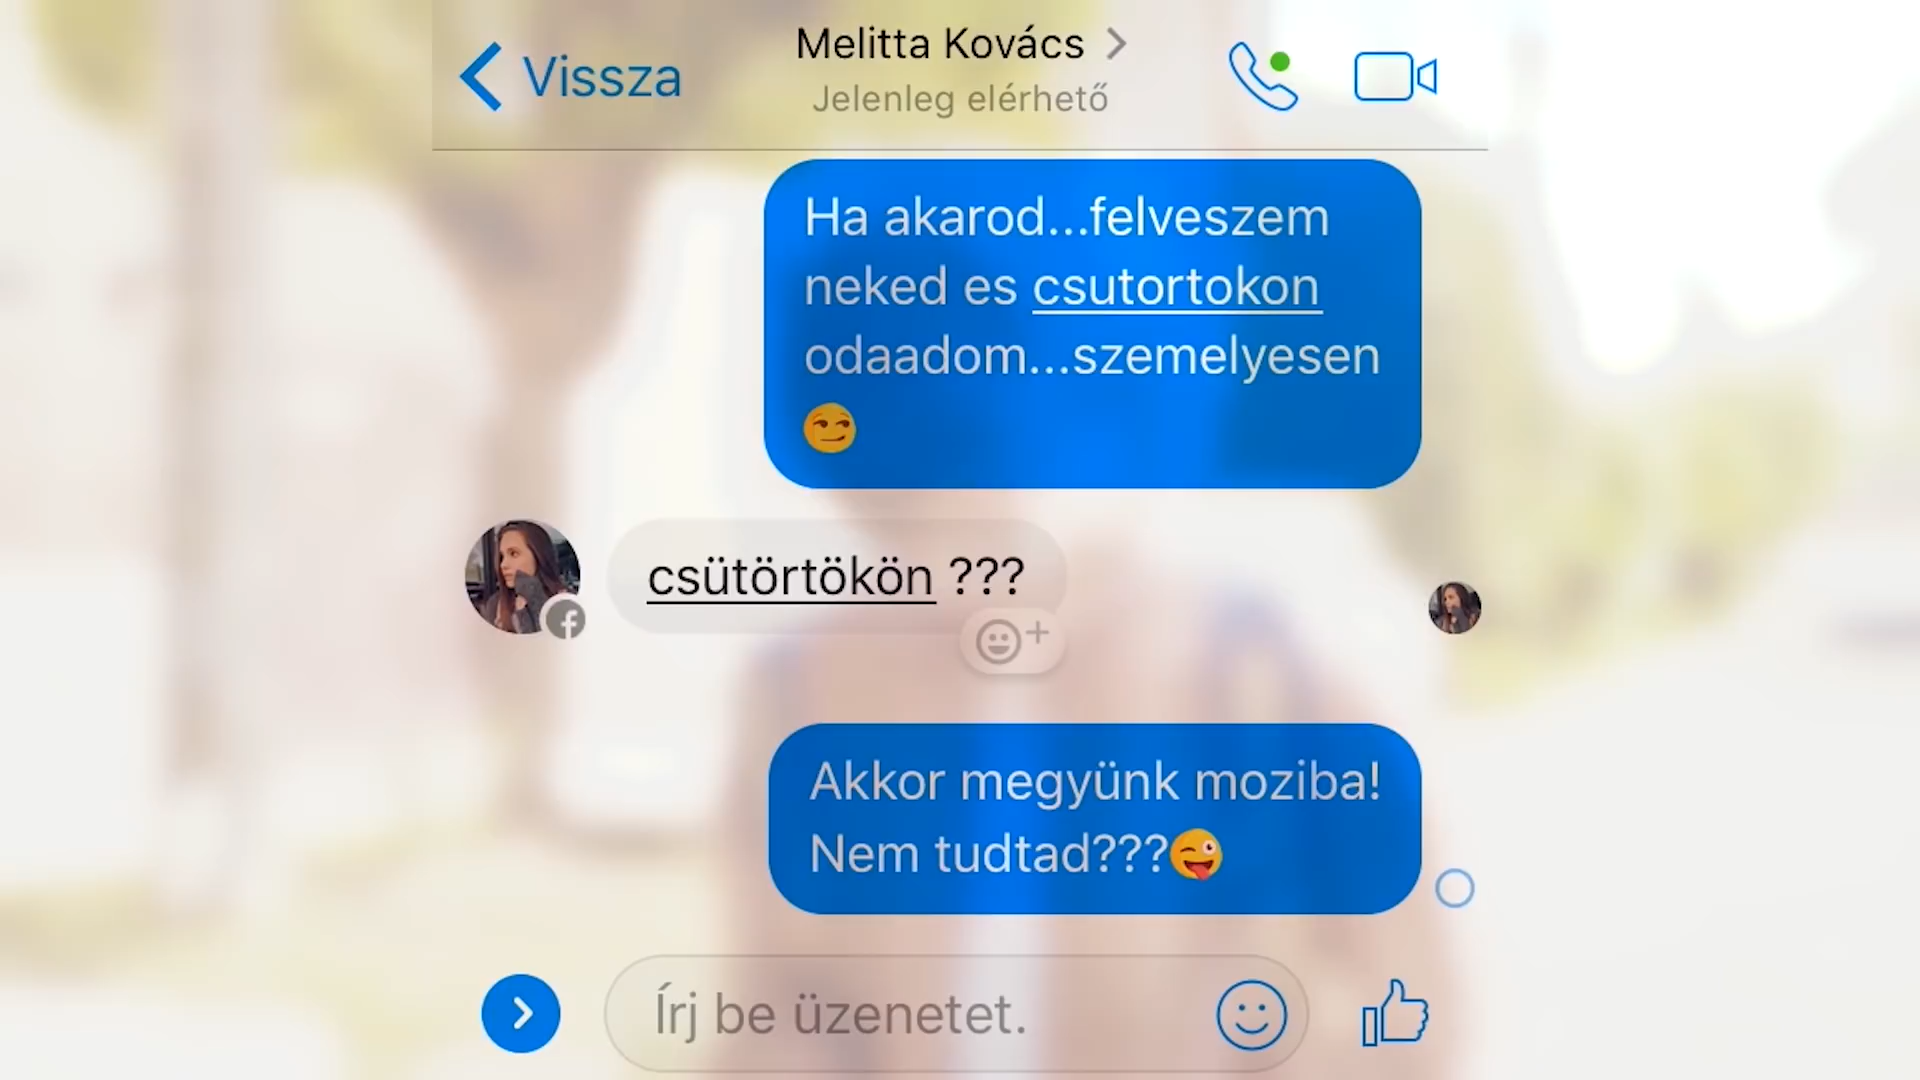 Vissza
Melitta Kovács
Jelenleg elérhető
Ha akarod...felveszem
neked es csutortokon
odaadom...szemelyesen
😏
csütörtökön ???
Akkor megyünk moziba!
Nem tudtad???😜
Írj be üzenetet.